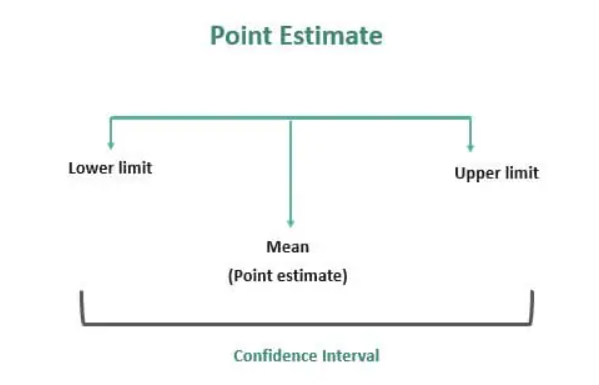 Point Estimate
Lower limit
Upper limit
Mean
(Point estimate)
Confidence Interval